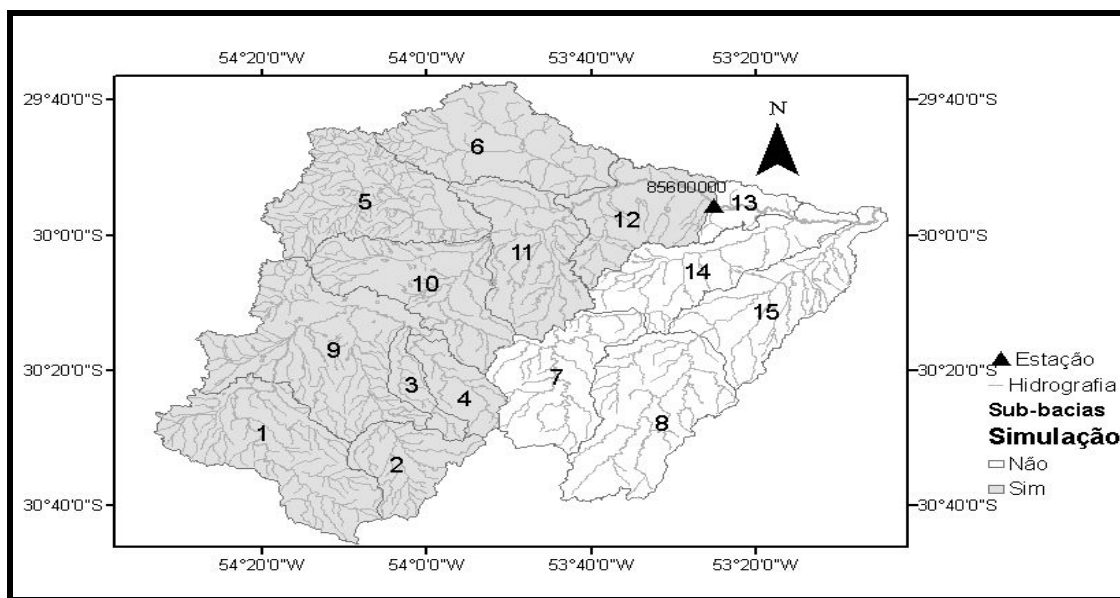 54°20'0"W 54°0'0"W 53°40'0"W 53°20'0"W
29°40'0"S 29°40'0"S
N
6
85600000
5
13
12
30°0'0"S 30°0'0"S
11
14
10
15
9
30°20'0"S 30°20'0"S
7
3
4
8
1
2
Estação
Hidrografia
Sub-bacias
Simulação
Não
Sim
30°40'0"S 30°40'0"S
54°20'0"W 54°0'0"W 53°40'0"W 53°20'0"W